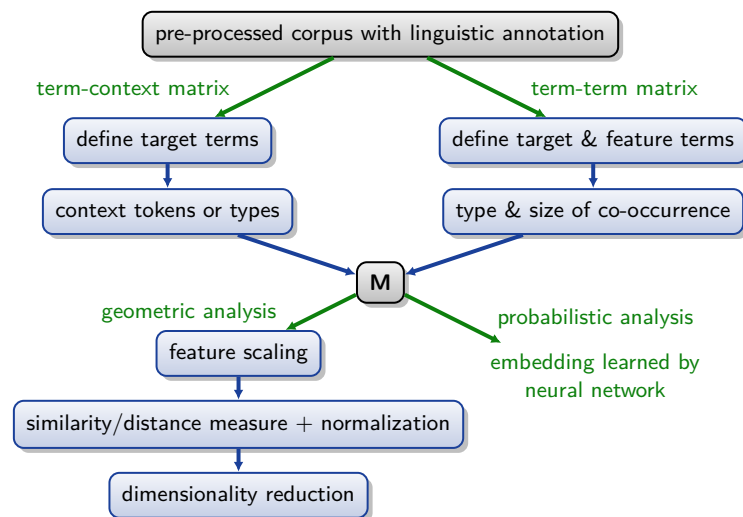 pre-processed corpus with linguistic annotation
term-context matrix
term-term matrix
define target terms
define target & feature terms
context tokens or types
type & size of co-occurrence
M
geometric analysis
probabilistic analysis
feature scaling
embedding learned by
neural network
similarity/distance measure + normalization
dimensionality reduction